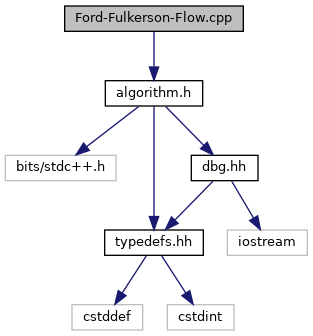 Ford-Fulkerson-Flow.cpp
algorithm.h
bits/stdc++.h
dbg.hh
typedefs.hh
iostream
cstddef
cstdint